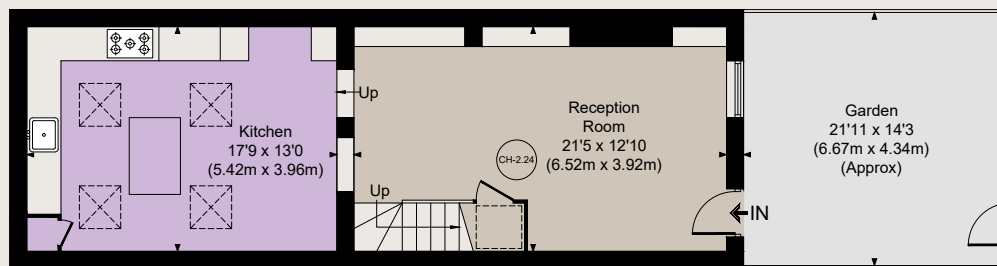 Kitchen
17'9 x 13'0
(5.42m x 3.96m)
Up
Up
CH-2.24
Reception
Room
21'5 x 12'10
(6.52m x 3.92m)
IN
Garden
21'11 x 14'3
(6.67m x 4.34m)
(Approx)